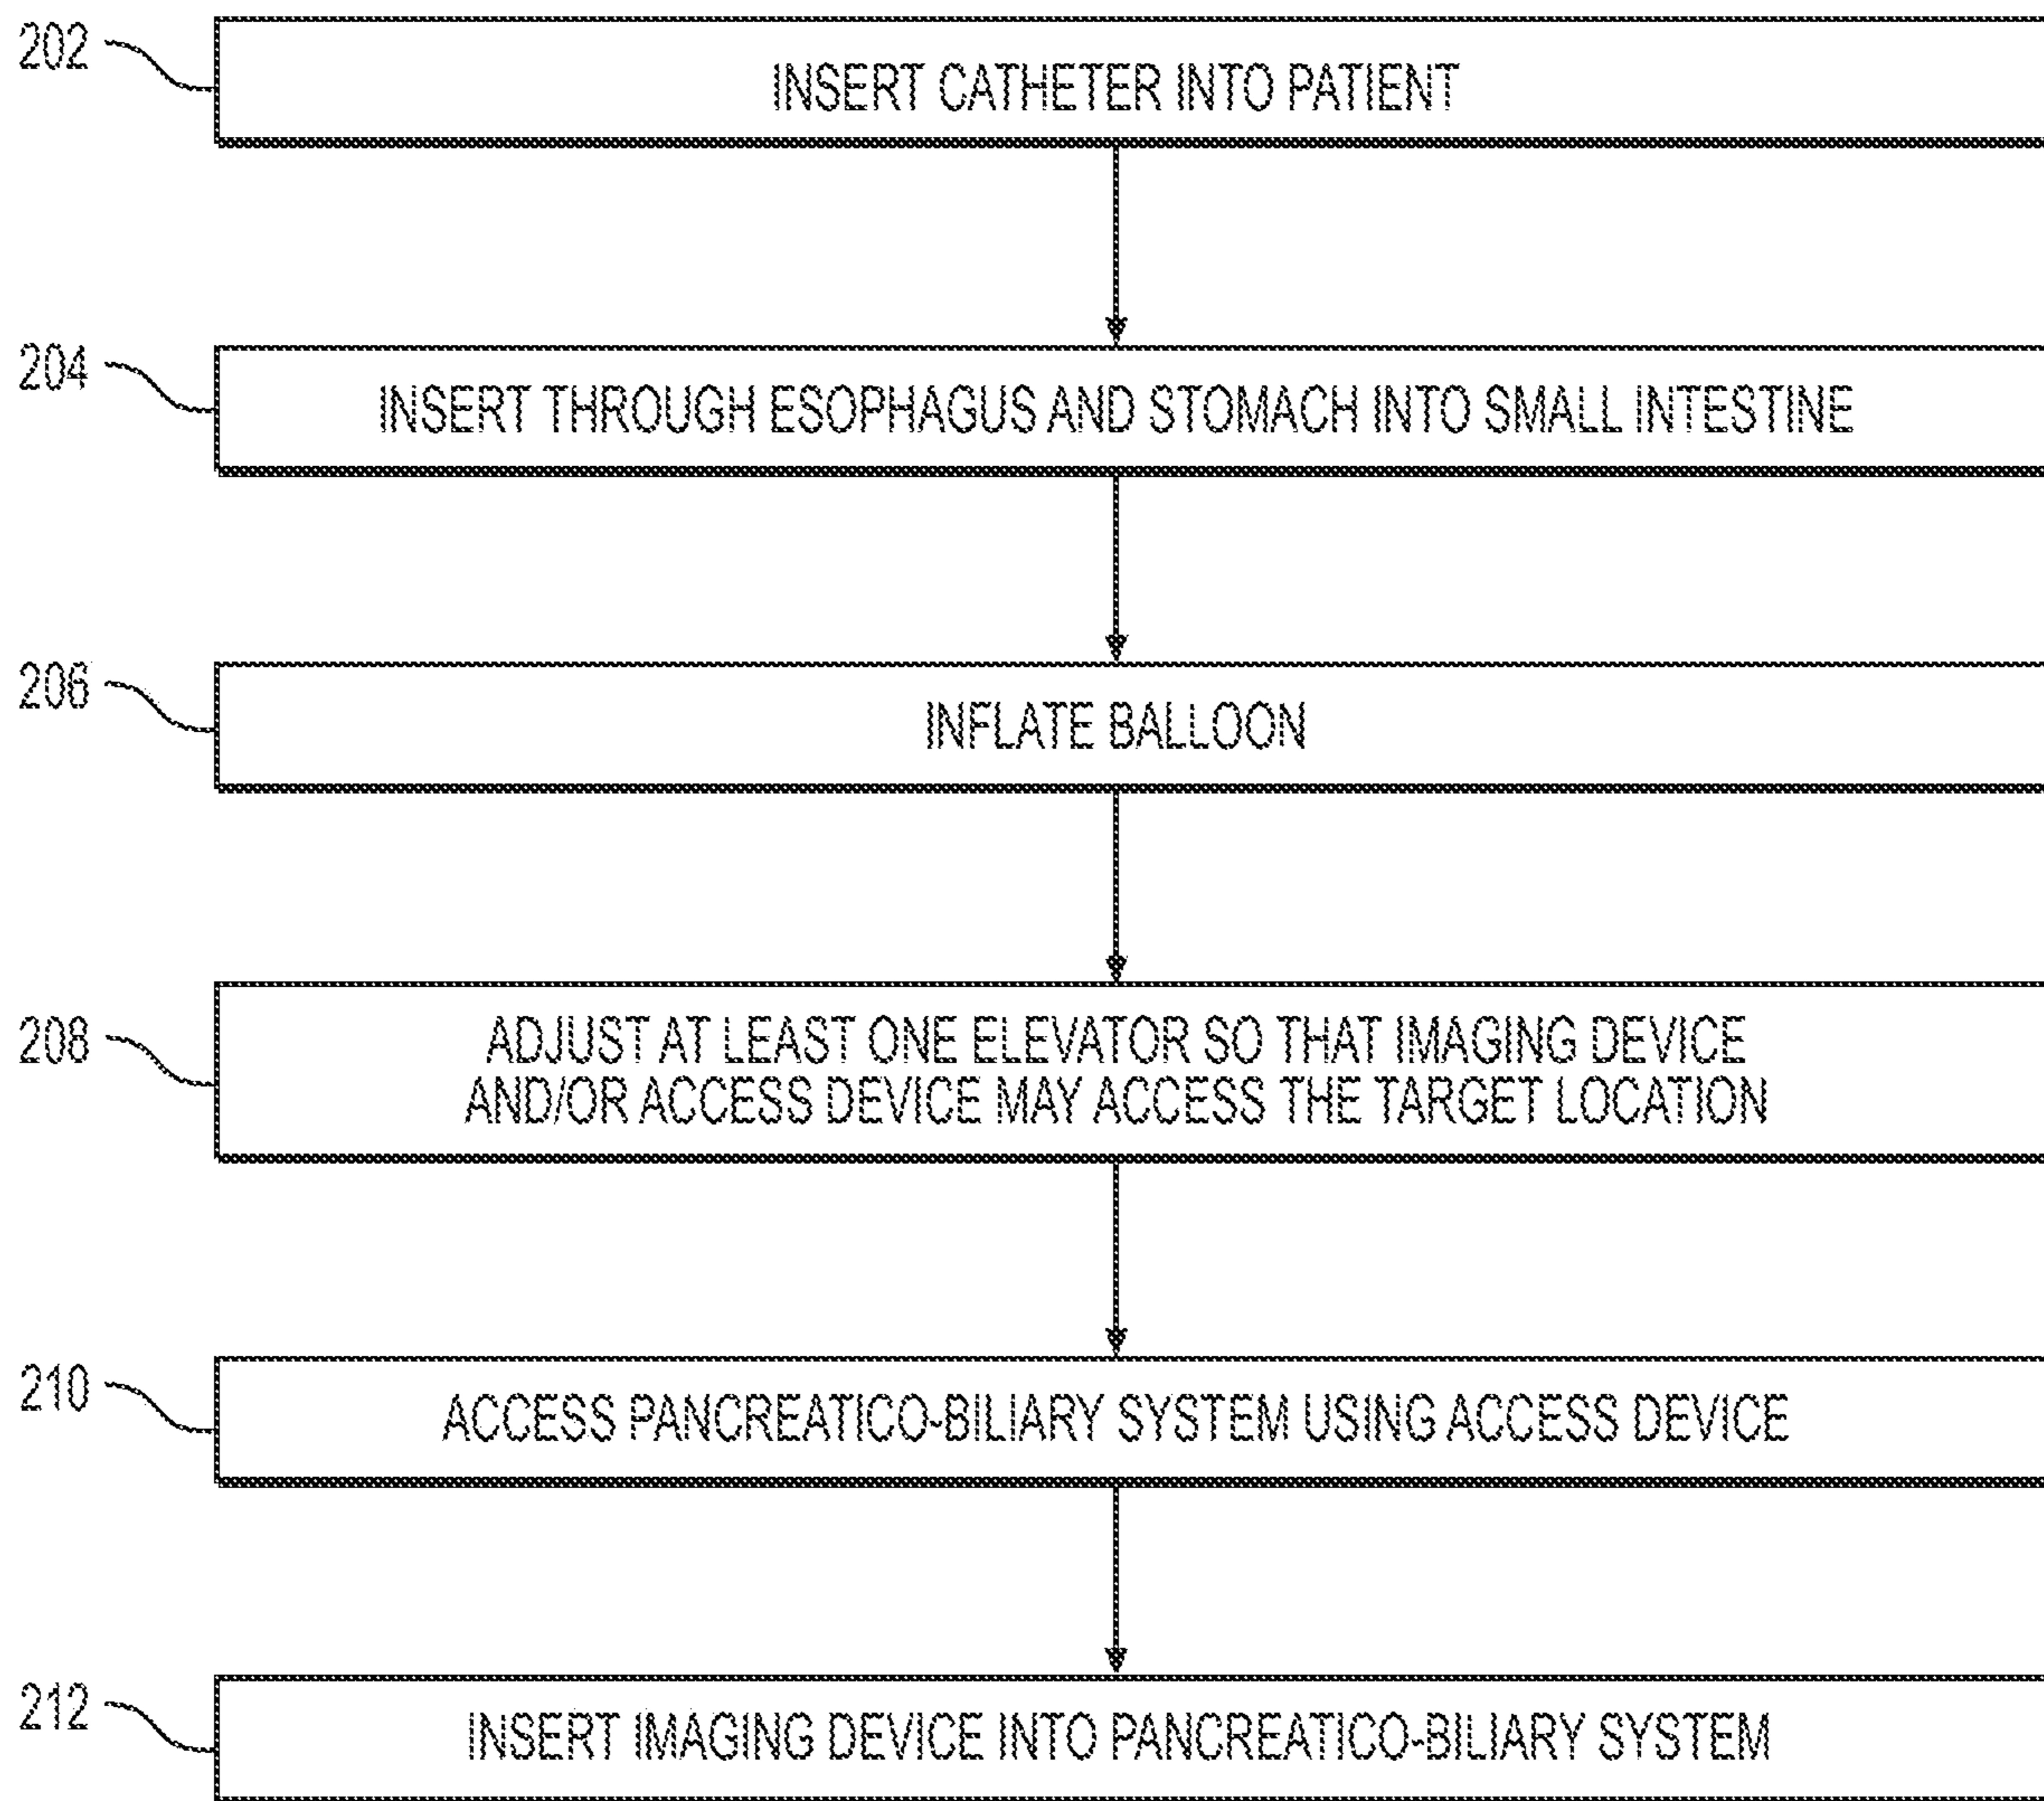 202
INSERT CATHETER INTO PATIENT
204
INSERT THROUGH ESOPHAGUS AND STOMACH INTO SMALL INTESTINE
206
INFLATE BALLOON
208
ADJUST AT LEAST ONE ELEVATOR SO THAT IMAGING DEVICE
AND/OR ACCESS DEVICE MAY ACCESS THE TARGET LOCATION
210
ACCESS PANCREATICO-BILIARY SYSTEM USING ACCESS DEVICE
212
INSERT IMAGING DEVICE INTO PANCREATICO-BILIARY SYSTEM